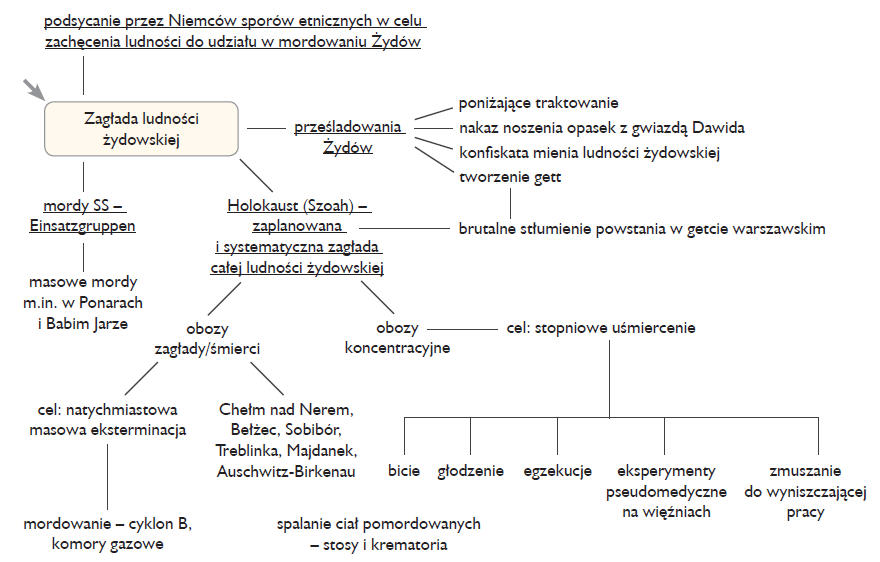 podsycanie przez Niemców sporów etnicznych w celu
zachęcenia ludności do udziału w mordowaniu Żydów
Zagłada ludności
żydowskiej
prześladowania
Żydów
poniżające traktowanie
nakaz noszenia opasek z gwiazdą Dawida
konfiskata mienia ludności żydowskiej
tworzenie gett
mordy SS –
Einsatzgruppen
Holokaust (Szoah) –
zaplanowana
i systematyczna zagłada
całej ludności żydowskiej
brutalne stłumienie powstania w getcie warszawskim
masowe mordy
m.in. w Ponarach
i Babim Jarze
obozy
zagłady/śmierci
obozy
koncentracyjne
cel: stopniowe uśmiercenie
cel: natychmiastowa
masowa eksterminacja
Chełm nad Nerem,
Bełżec, Sobibór,
Treblinka, Majdanek,
Auschwitz-Birkenau
bicie
głodzenie
egzekucje
eksperymenty
pseudomedyczne
na więźniach
zmuszanie
do wyniszczającej
pracy
mordowanie – cyklon B,
komory gazowe
spalanie ciał pomordowanych
– stosy i krematoria